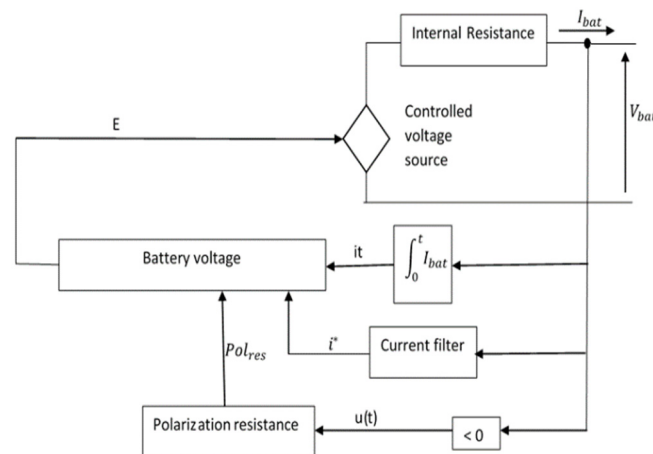 I_bat
Internal Resistance
E
Controlled
voltage
source
V_bat
Battery voltage
it
∫_0^t I_bat
Pol_res
i*
Current filter
Polarization resistance
u(t)
< 0